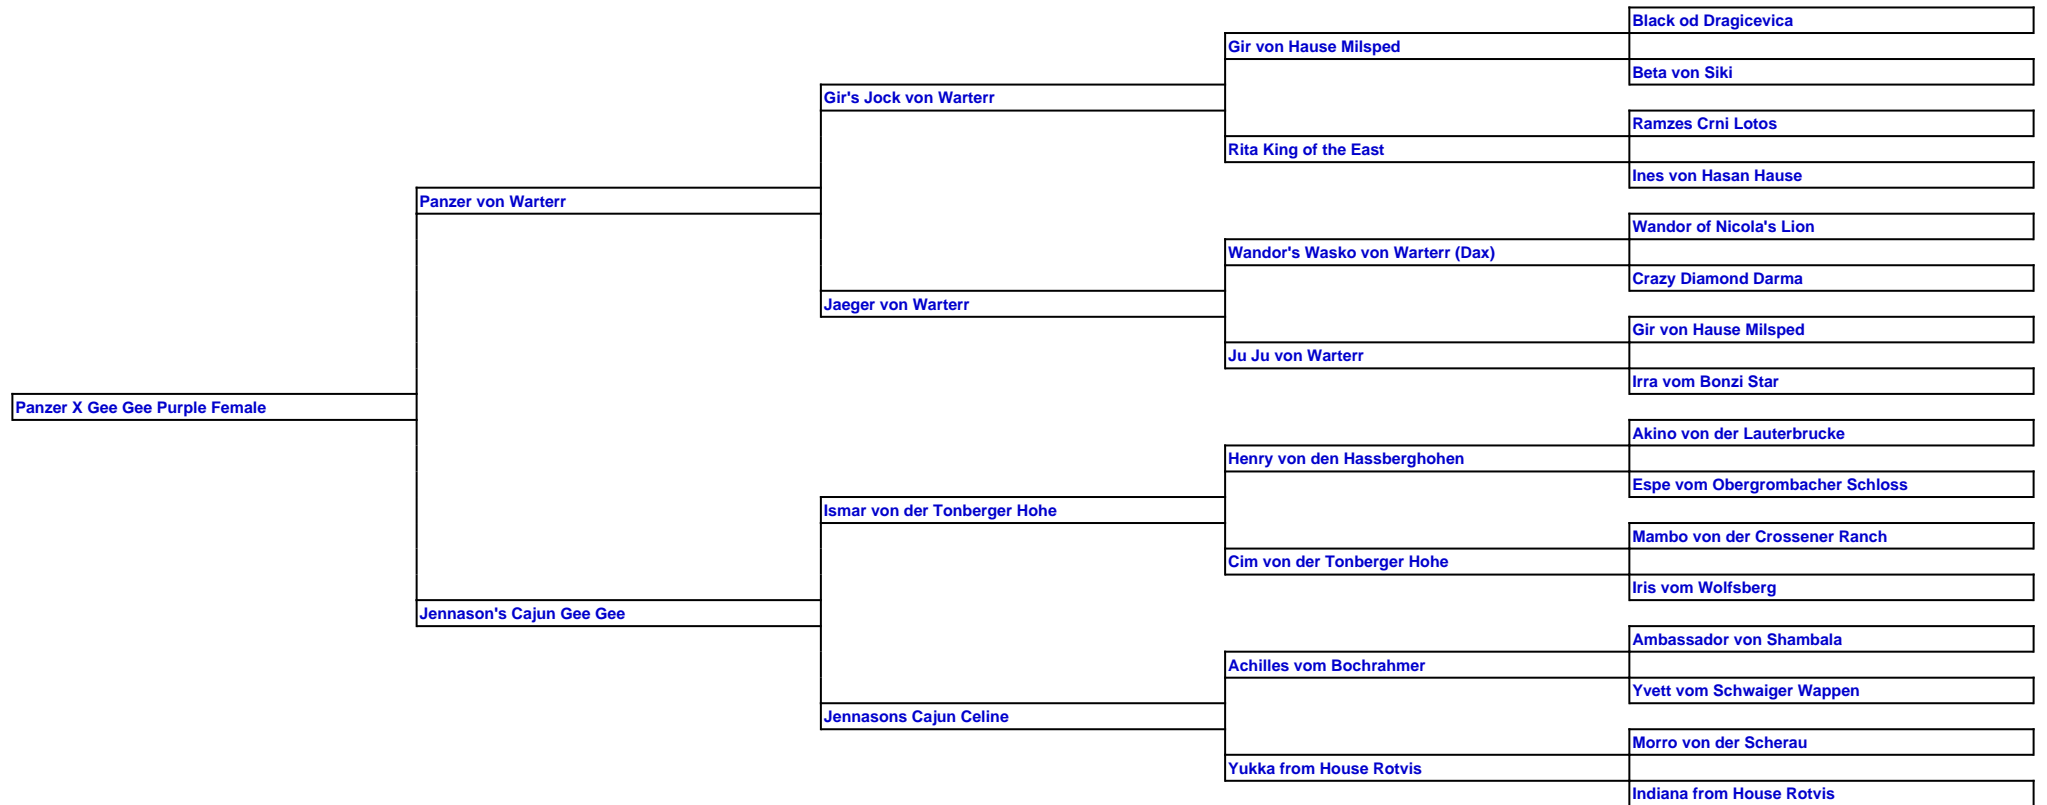 Black od Dragicevica
Gir von Hause Milsped
Beta von Siki
Gir's Jock von Warterr
Ramzes Crni Lotos
Rita King of the East
Ines von Hasan Hause
Panzer von Warterr
Wandor of Nicola's Lion
Wandor's Wasko von Warterr (Dax)
Crazy Diamond Darma
Jaeger von Warterr
Gir von Hause Milsped
Ju Ju von Warterr
Irra vom Bonzi Star
Panzer X Gee Gee Purple Female
Akino von der Lauterbrucke
Henry von den Hassberghohen
Espe vom Obergrombacher Schloss
Ismar von der Tonberger Hohe
Mambo von der Crossener Ranch
Cim von der Tonberger Hohe
Iris vom Wolfsberg
Jennason's Cajun Gee Gee
Ambassador von Shambala
Achilles vom Bochrahmer
Yvett vom Schwaiger Wappen
Jennasons Cajun Celine
Morro von der Scherau
Yukka from House Rotvis
Indiana from House Rotvis